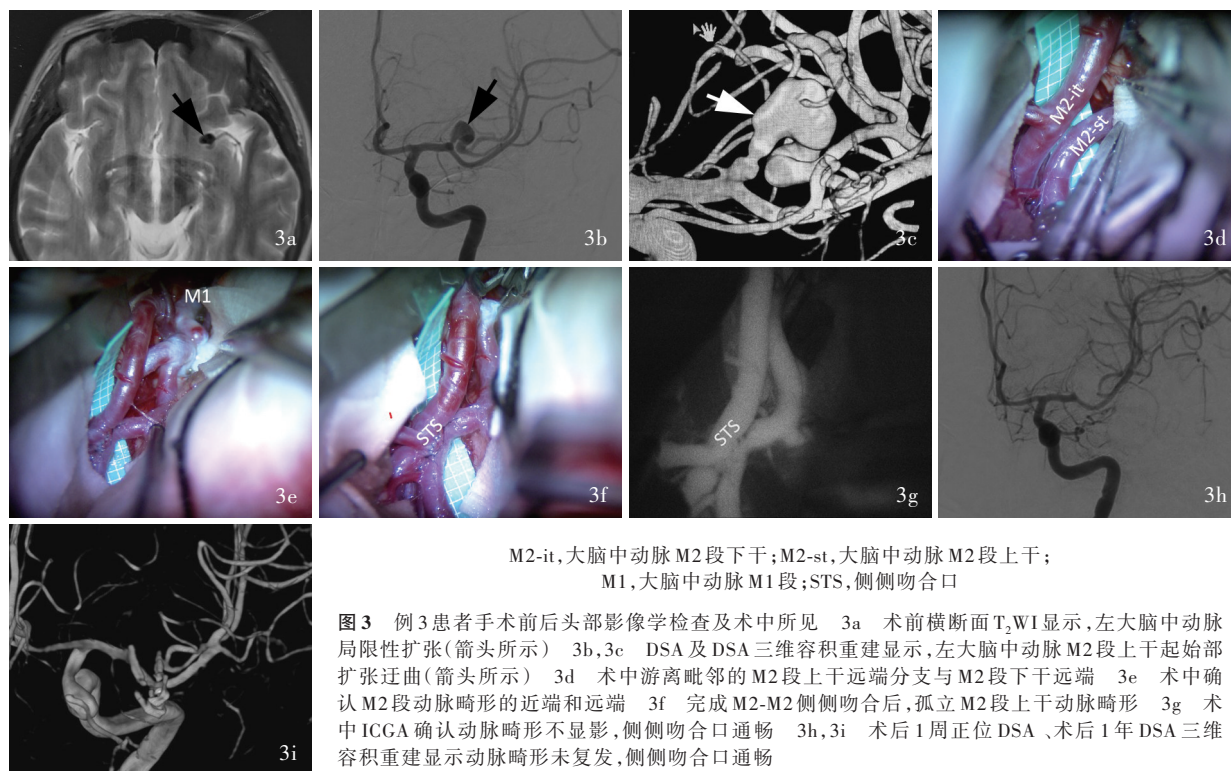 3a
3b
3c
M2-it
M2-st
3d
M1
3e
STS
3f
STS
3g
3h
3i
M2-it,大脑中动脉M2段下干;M2-st,大脑中动脉M2段上干;
M1,大脑中动脉M1段;STS,侧侧吻合口
图3 例3患者手术前后头部影像学检查及术中所见 3a 术前横断面T₂WI显示,左大脑中动脉
局限性扩张(箭头所示) 3b,3c DSA及DSA三维容积重建显示,左大脑中动脉M2段上干起始部
扩张迂曲(箭头所示) 3d 术中游离毗邻的M2段上干远端分支与M2段下干远端 3e 术中确
认M2段动脉畸形的近端和远端 3f 完成M2-M2侧侧吻合后,孤立M2段上干动脉畸形 3g 术
中ICGA确认动脉畸形不显影,侧侧吻合口通畅 3h,3i 术后1周正位DSA、术后1年DSA三维
容积重建显示动脉畸形未复发,侧侧吻合口通畅